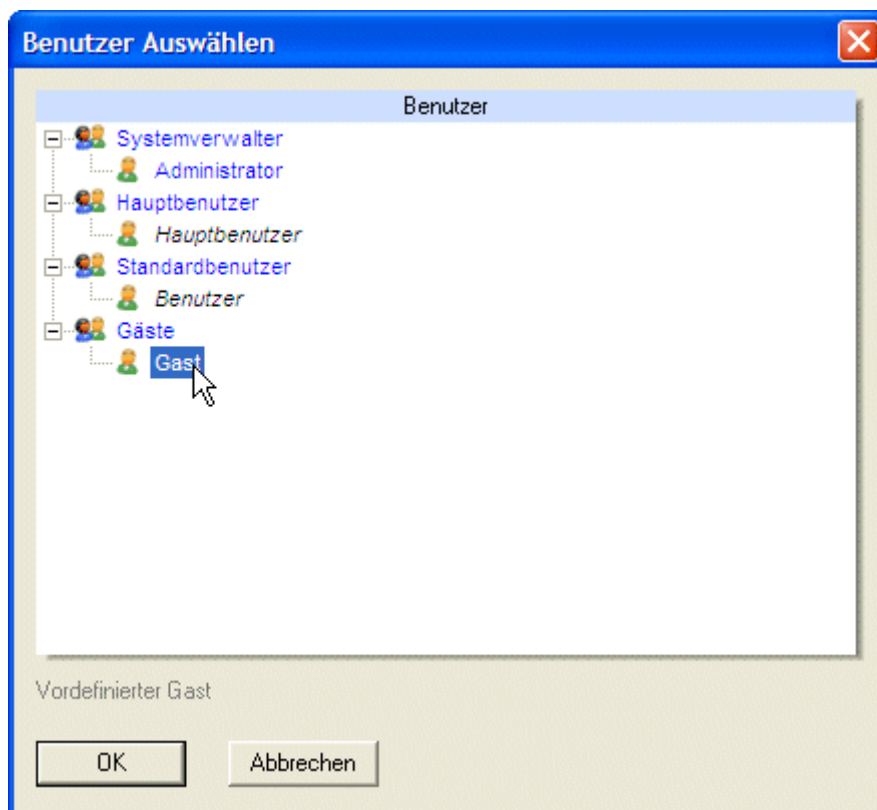 Benutzer Auswählen
Benutzer
Systemverwalter
Administrator
Hauptbenutzer
Hauptbenutzer
Standardbenutzer
Benutzer
Gäste
Gast
Vordefinierter Gast
OK
Abbrechen